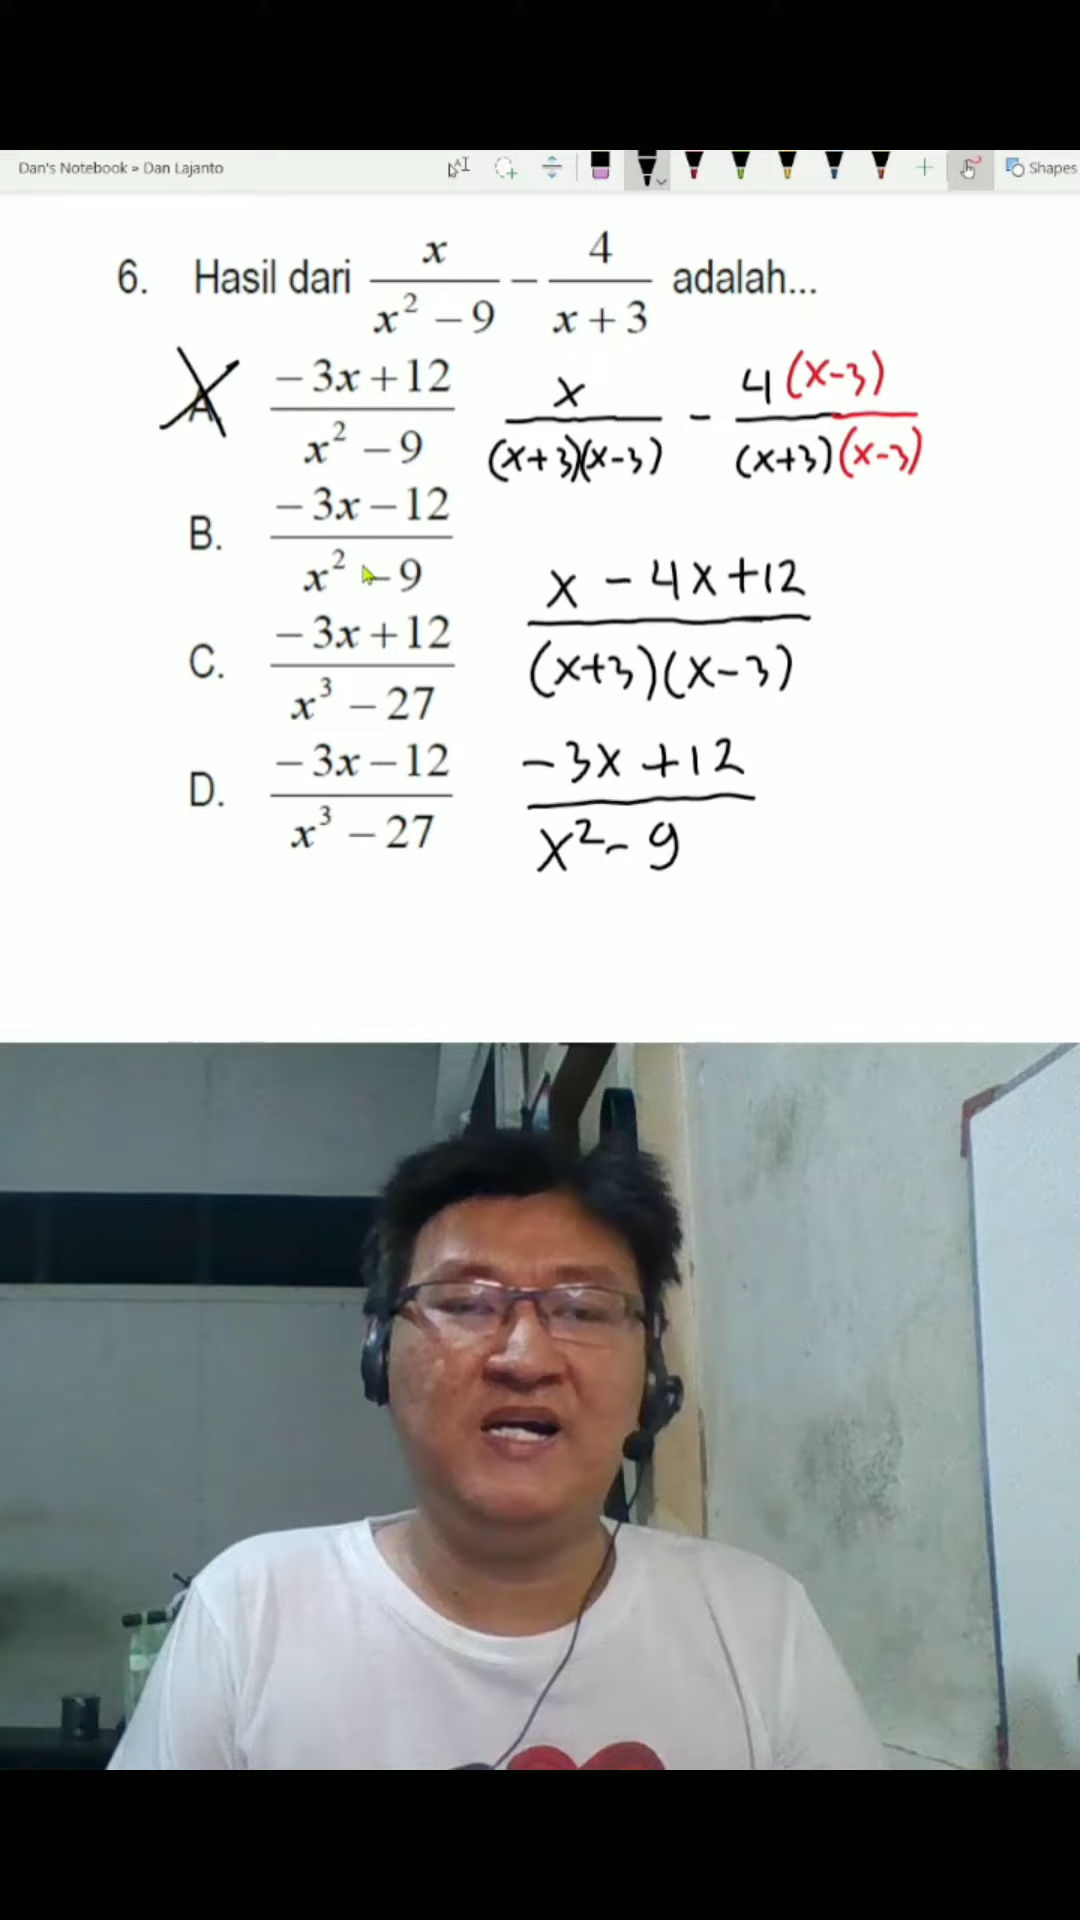 Dan's Notebook » Dan Lajanto
Shapes
6. Hasil dari x/(x² – 9) – 4/(x + 3) adalah...
A. (– 3x + 12)/(x² – 9)
B. (– 3x – 12)/(x² – 9)
C. (– 3x + 12)/(x³ – 27)
D. (– 3x – 12)/(x³ – 27)
x/((x+3)(x-3)) - 4(x-3)/((x+3)(x-3))
(x - 4x + 12)/((x+3)(x-3))
(-3x + 12)/(x² - 9)